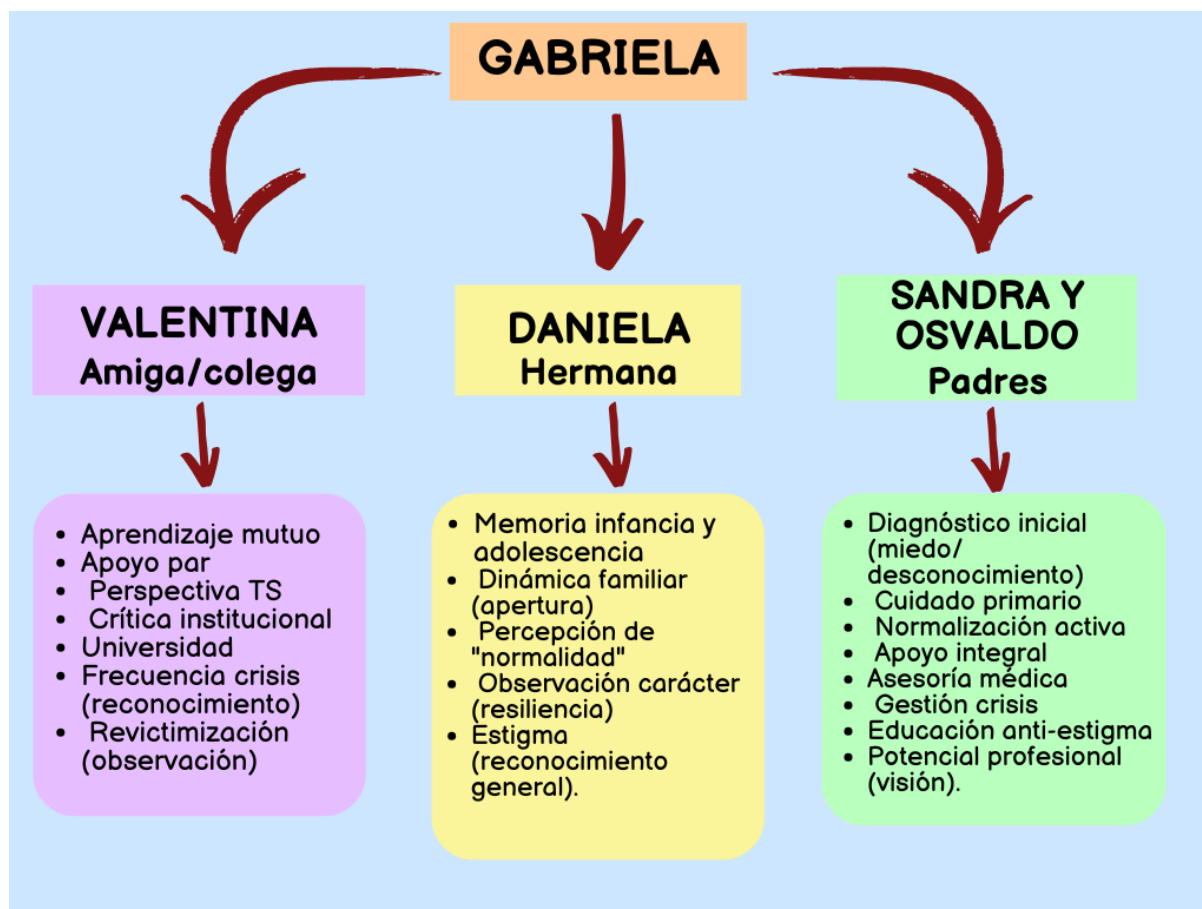 GABRIELA
VALENTINA
Amiga/colega
• Aprendizaje mutuo
• Apoyo par
• Perspectiva TS
• Crítica institucional
• Universidad
• Frecuencia crisis
(reconocimiento)
• Revictimización
(observación)
DANIELA
Hermana
• Memoria infancia y
adolescencia
• Dinámica familiar
(apertura)
• Percepción de
"normalidad"
• Observación carácter
(resiliencia)
• Estigma
(reconocimiento
general).
SANDRA Y
OSVALDO
Padres
• Diagnóstico inicial
(miedo/
desconocimiento)
• Cuidado primario
• Normalización activa
• Apoyo integral
• Asesoría médica
• Gestión crisis
• Educación anti-estigma
• Potencial profesional
(visión).